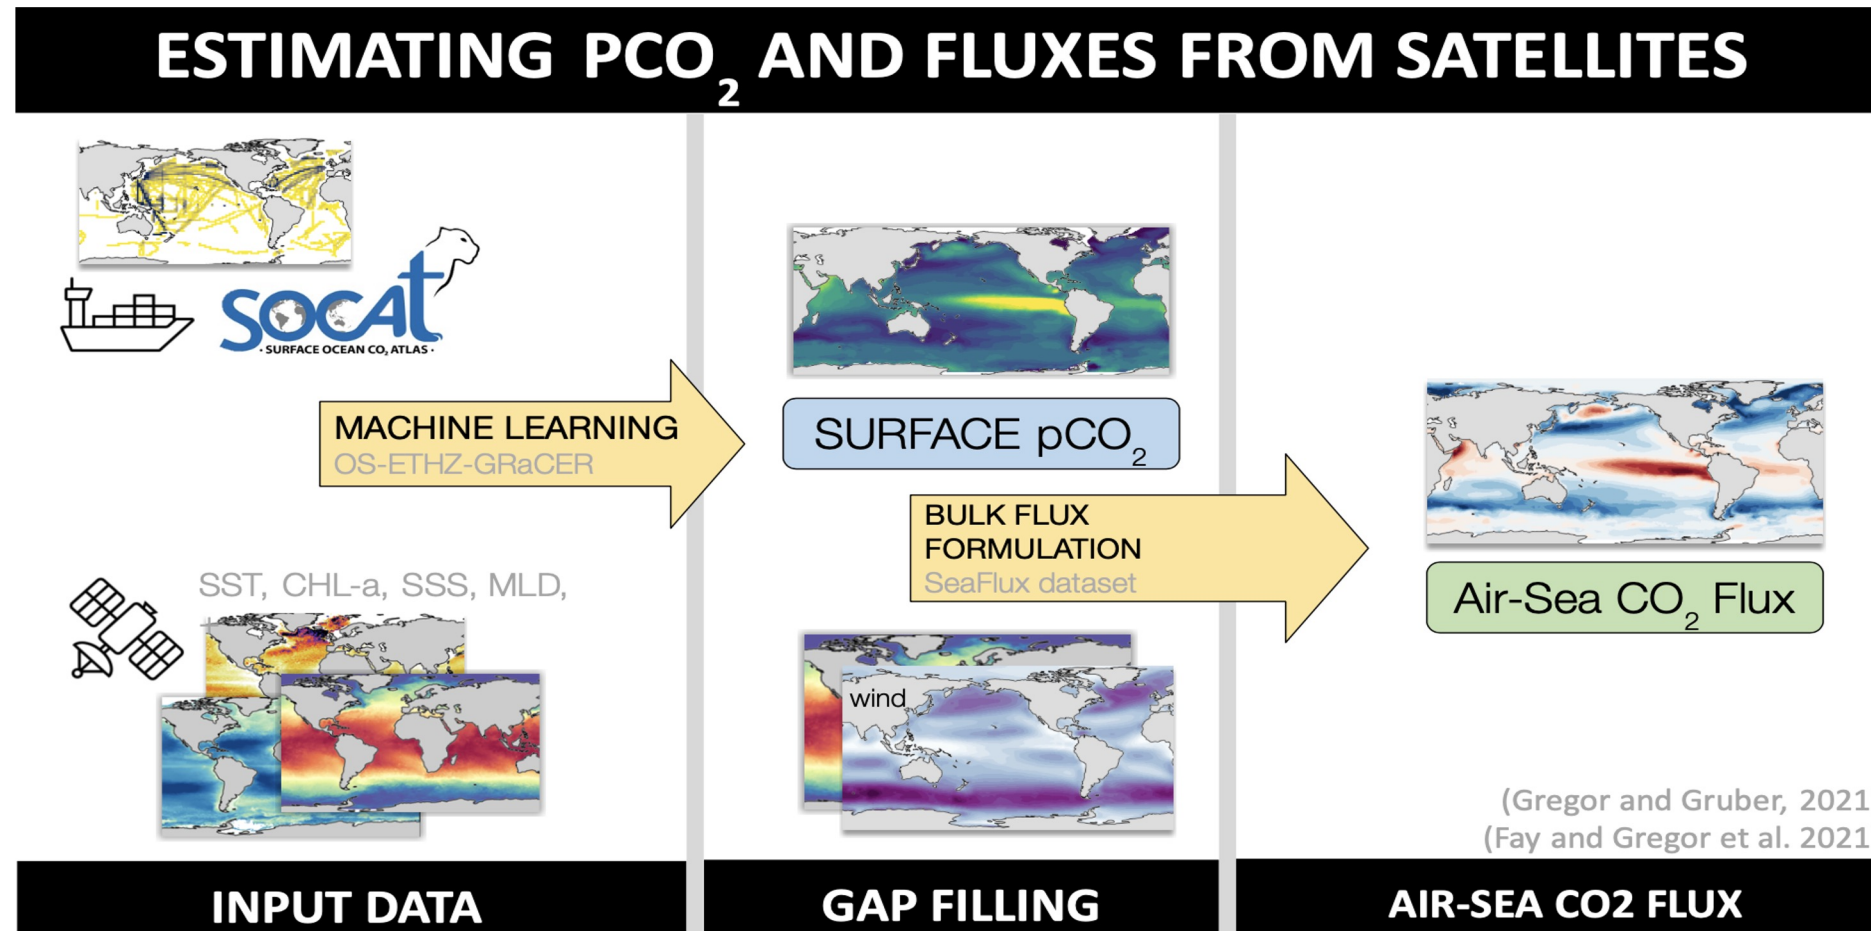 ESTIMATING PCO₂ AND FLUXES FROM SATELLITES
SOCAT
· SURFACE OCEAN CO₂ ATLAS ·
MACHINE LEARNING
OS-ETHZ-GRaCER
SST, CHL-a, SSS, MLD,
INPUT DATA
SURFACE pCO₂
BULK FLUX
FORMULATION
SeaFlux dataset
wind
GAP FILLING
Air-Sea CO₂ Flux
(Gregor and Gruber, 2021
(Fay and Gregor et al. 2021
AIR-SEA CO2 FLUX